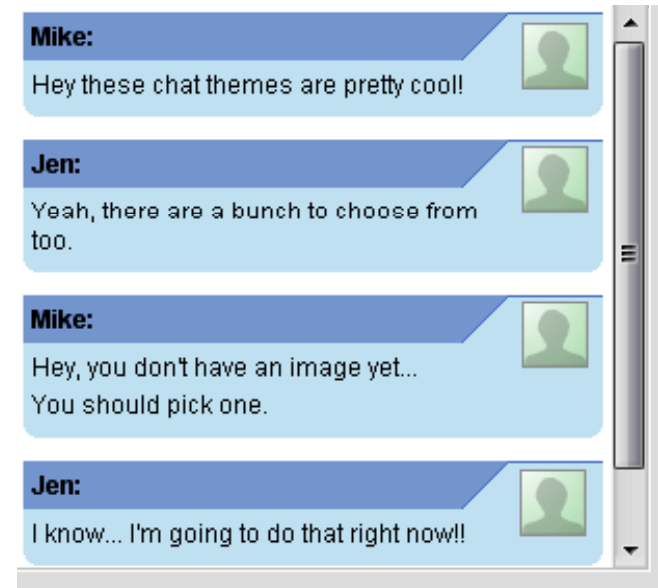 Mike:
Hey these chat themes are pretty cool!
Jen:
Yeah, there are a bunch to choose from
too.
Mike:
Hey, you don't have an image yet...
You should pick one.
Jen:
I know... I'm going to do that right now!!